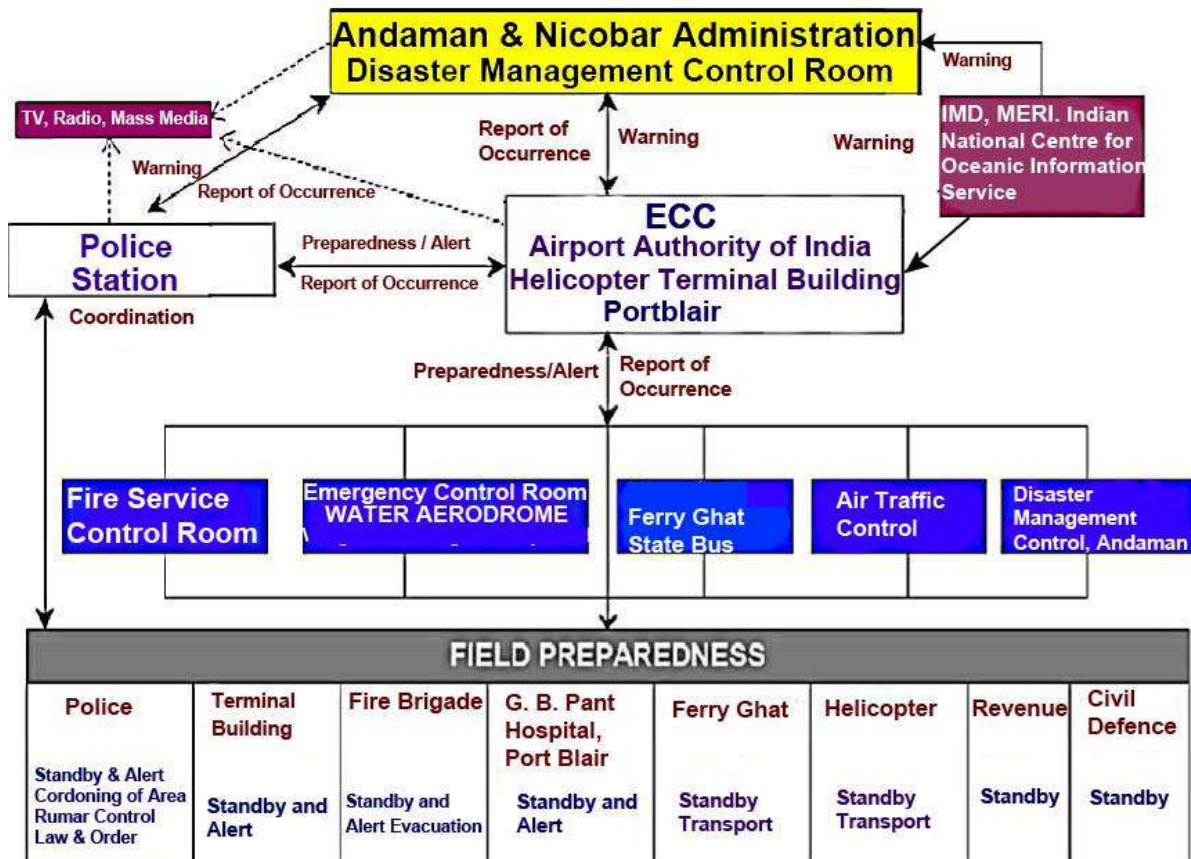 Andaman & Nicobar Administration
Disaster Management Control Room
Warning
TV, Radio, Mass Media
IMD, MERI. Indian
National Centre for
Oceanic Information
Service
Report of
Occurrence
Warning
Warning
Warning
Report of Occurrence
Police
Station
Preparedness / Alert
Report of Occurrence
ECC
Airport Authority of India
Helicopter Terminal Building
Portblair
Coordination
Preparedness/Alert
Report of
Occurrence
Fire Service
Control Room
Emergency Control Room
WATER AERODROME
Ferry Ghat
State Bus
Air Traffic
Control
Disaster
Management
Control, Andaman
FIELD PREPAREDNESS
Police
Standby & Alert
Cordoning of Area
Rumar Control
Law & Order
Terminal
Building
Standby and
Alert
Fire Brigade
Standby and
Alert Evacuation
G. B. Pant
Hospital,
Port Blair
Standby and
Alert
Ferry Ghat
Standby
Transport
Helicopter
Standby
Transport
Revenue
Standby
Civil
Defence
Standby